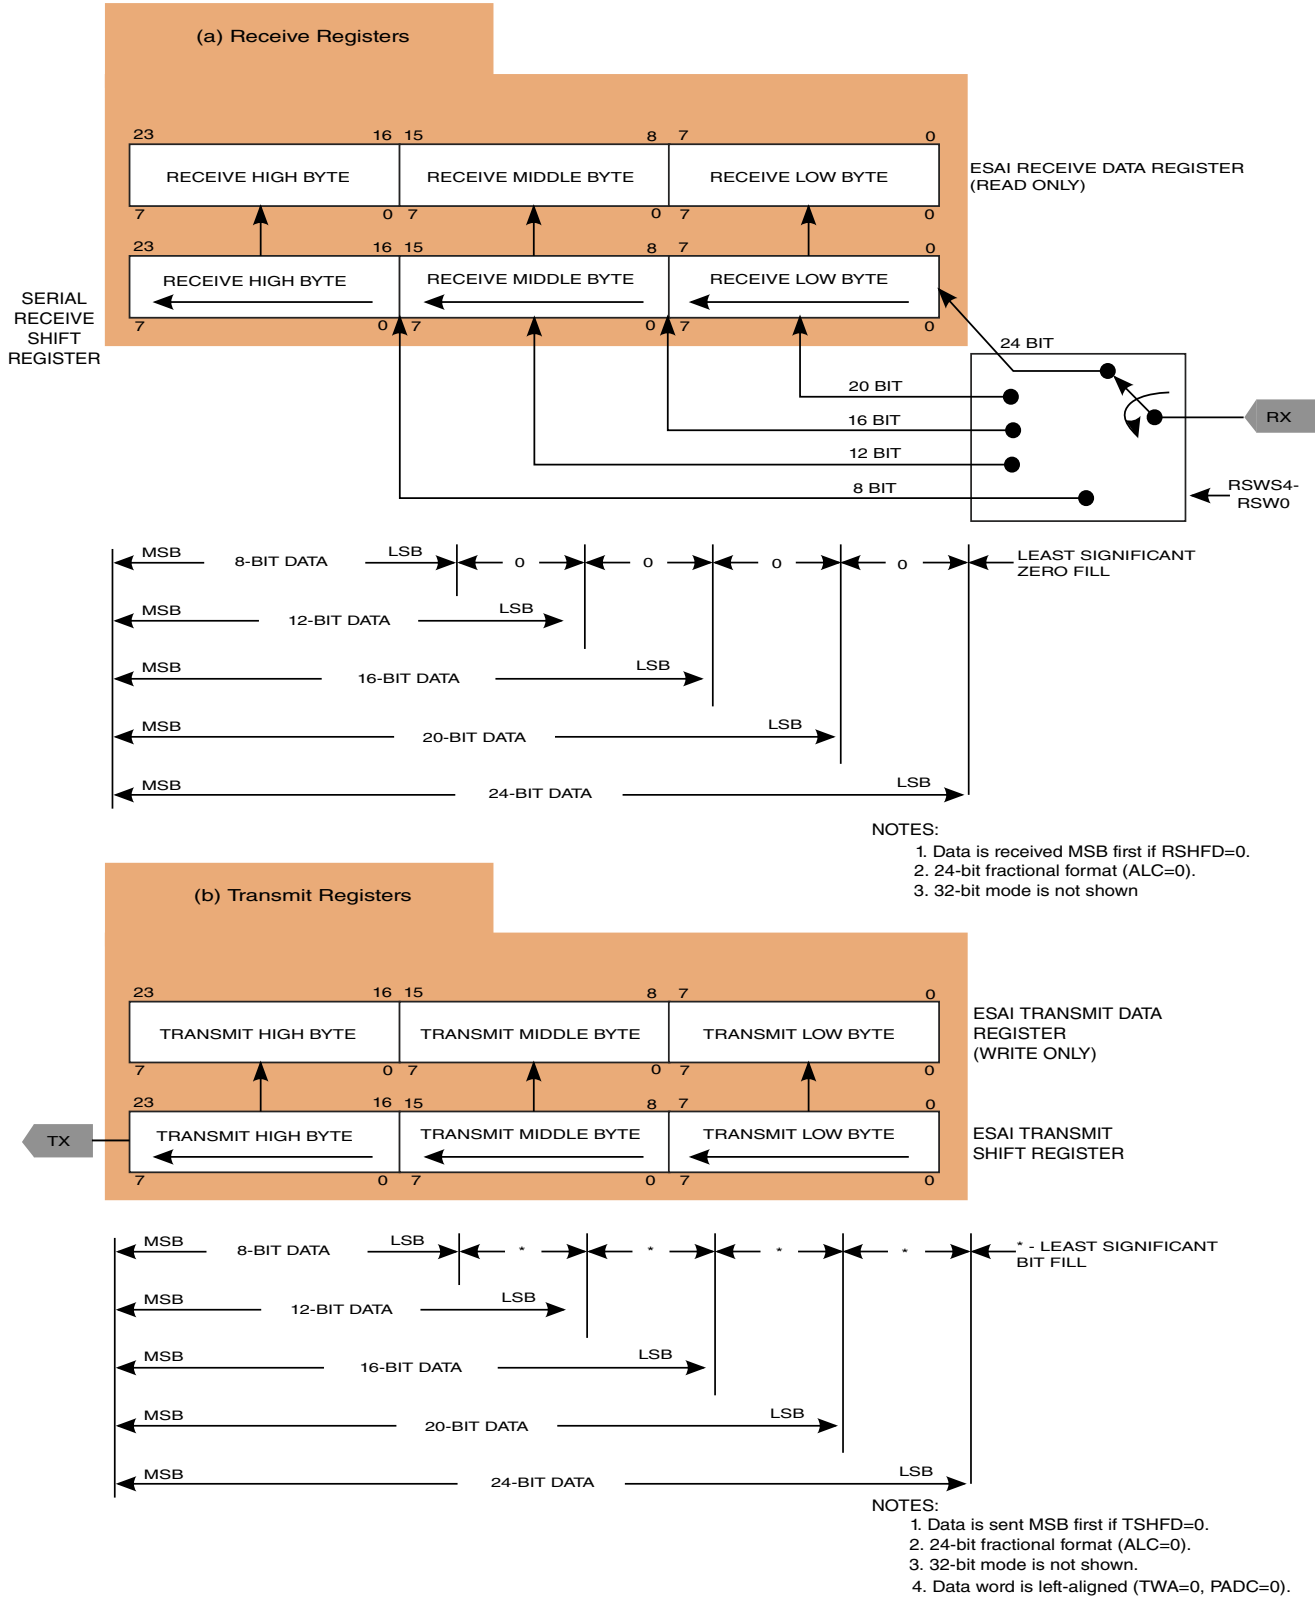 (a) Receive Registers
23 16 15 8 7 0
RECEIVE HIGH BYTE RECEIVE MIDDLE BYTE RECEIVE LOW BYTE
ESAI RECEIVE DATA REGISTER
(READ ONLY)
7 0 7 0 7 0
23 16 15 8 7 0
RECEIVE HIGH BYTE RECEIVE MIDDLE BYTE RECEIVE LOW BYTE
7 0 7 0 7 0
SERIAL
RECEIVE
SHIFT
REGISTER
24 BIT
20 BIT
16 BIT
12 BIT
8 BIT
RX
RSWS4-
RSW0
MSB 8-BIT DATA LSB 0 0 0 0
LEAST SIGNIFICANT
ZERO FILL
MSB 12-BIT DATA LSB
MSB 16-BIT DATA LSB
MSB 20-BIT DATA LSB
MSB 24-BIT DATA LSB
NOTES:
1. Data is received MSB first if RSHFD=0.
2. 24-bit fractional format (ALC=0).
3. 32-bit mode is not shown
(b) Transmit Registers
23 16 15 8 7 0
TRANSMIT HIGH BYTE TRANSMIT MIDDLE BYTE TRANSMIT LOW BYTE
ESAI TRANSMIT DATA
REGISTER
(WRITE ONLY)
7 0 7 0 7 0
23 16 15 8 7 0
TX
TRANSMIT HIGH BYTE TRANSMIT MIDDLE BYTE TRANSMIT LOW BYTE
ESAI TRANSMIT
SHIFT REGISTER
7 0 7 0 7 0
MSB 8-BIT DATA LSB * * * *
* - LEAST SIGNIFICANT
BIT FILL
MSB 12-BIT DATA LSB
MSB 16-BIT DATA LSB
MSB 20-BIT DATA LSB
MSB 24-BIT DATA LSB
NOTES:
1. Data is sent MSB first if TSHFD=0.
2. 24-bit fractional format (ALC=0).
3. 32-bit mode is not shown.
4. Data word is left-aligned (TWA=0, PADC=0).